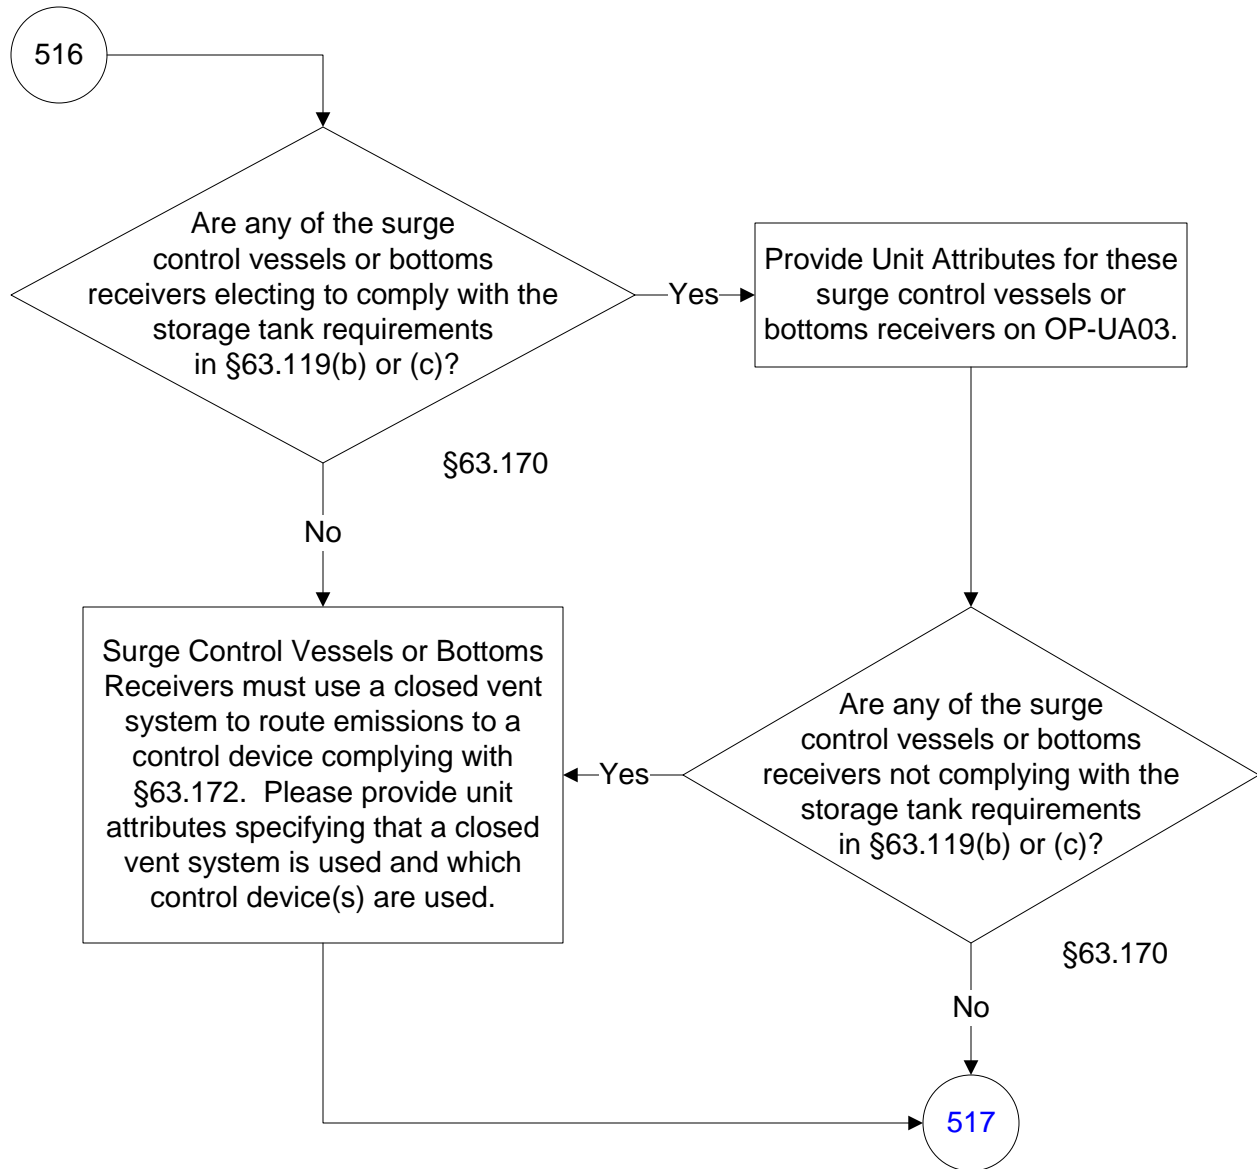 516
Are any of the surge
control vessels or bottoms
receivers electing to comply with the
storage tank requirements
in §63.119(b) or (c)?
Yes
Provide Unit Attributes for these
surge control vessels or
bottoms receivers on OP-UA03.
§63.170
No
Surge Control Vessels or Bottoms
Receivers must use a closed vent
system to route emissions to a
control device complying with
§63.172.  Please provide unit
attributes specifying that a closed
vent system is used and which
control device(s) are used.
Yes
Are any of the surge
control vessels or bottoms
receivers not complying with the
storage tank requirements
in §63.119(b) or (c)?
§63.170
No
517